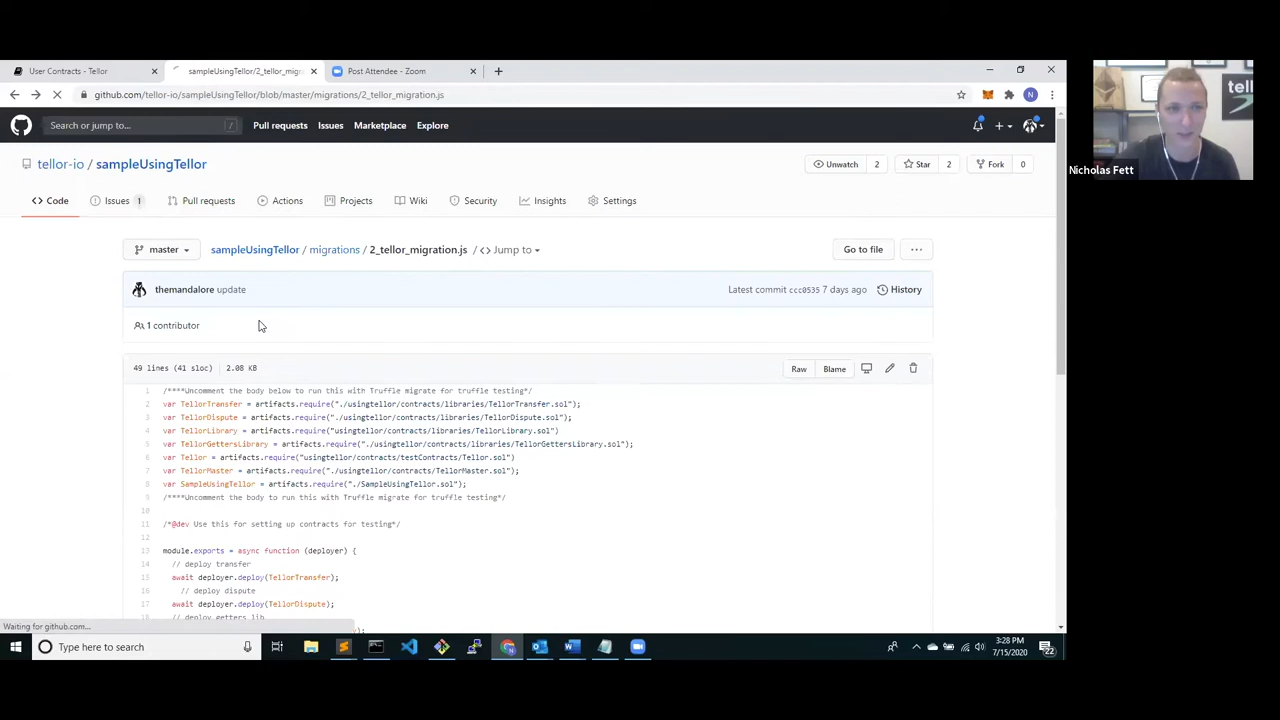 User Contracts - Tellor
sampleUsingTellor/2_tellor_migra
Post Attendee - Zoom
github.com/tellor-io/sampleUsingTellor/blob/master/migrations/2_tellor_migration.js
N
Search or jump to...
/
Pull requests
Issues
Marketplace
Explore
tell
Nicholas Fett
tellor-io / sampleUsingTellor
Unwatch 2
Star 2
Fork 0
<> Code
Issues 1
Pull requests
Actions
Projects
Wiki
Security
Insights
Settings
master
sampleUsingTellor / migrations / 2_tellor_migration.js / <> Jump to
Go to file
...
themandalore update
Latest commit ccc0535 7 days ago
History
1 contributor
49 lines (41 sloc) 2.08 KB
Raw
Blame
1 /****Uncomment the body below to run this with Truffle migrate for truffle testing*/
2 var TellorTransfer = artifacts.require("./usingtellor/contracts/libraries/TellorTransfer.sol");
3 var TellorDispute = artifacts.require("./usingtellor/contracts/libraries/TellorDispute.sol");
4 var TellorLibrary = artifacts.require("usingtellor/contracts/libraries/TellorLibrary.sol")
5 var TellorGettersLibrary = artifacts.require("./usingtellor/contracts/libraries/TellorGettersLibrary.sol");
6 var Tellor = artifacts.require("usingtellor/contracts/testContracts/Tellor.sol")
7 var TellorMaster = artifacts.require("./usingtellor/contracts/TellorMaster.sol");
8 var SampleUsingTellor = artifacts.require("./SampleUsingTellor.sol");
9 /****Uncomment the body to run this with Truffle migrate for truffle testing*/
10
11 /*@dev Use this for setting up contracts for testing*/
12
13 module.exports = async function (deployer) {
14 // deploy transfer
15 await deployer.deploy(TellorTransfer);
16 // deploy dispute
17 await deployer.deploy(TellorDispute);
18 // deploy getters lib
Waiting for github.com...
Type here to search
3:28 PM
7/15/2020
22